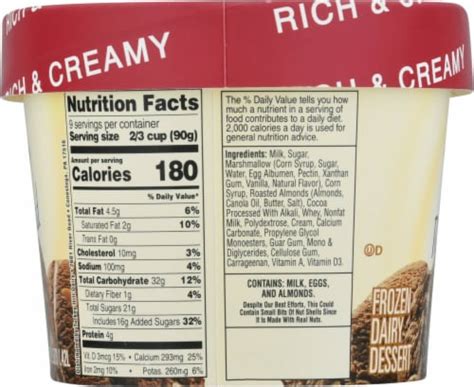 RICH & CREAMY
RICH & CREAMY
Nutrition Facts
9 servings per container
Serving size 2/3 cup (90g)
Amount per serving
Calories 180
% Daily Value*
Total Fat 4.5g 6%
Saturated Fat 2g 10%
Trans Fat 0g
Cholesterol 10mg 3%
Sodium 100mg 4%
Total Carbohydrate 32g 12%
Dietary Fiber 1g 4%
Total Sugars 21g
Includes 16g Added Sugars 32%
Protein 4g
Vit. D 3mcg 15% • Calcium 293mg 25%
Iron 2mg 10% • Potas. 260mg 6%
The % Daily Value tells you how
much a nutrient in a serving of
food contributes to a daily diet.
2,000 calories a day is used for
general nutrition advice.
Ingredients: Milk, Sugar,
Marshmallow (Corn Syrup, Sugar,
Water, Egg Albumen, Pectin, Xanthan
Gum, Vanilla, Natural Flavor), Corn
Syrup, Roasted Almonds (Almonds,
Canola Oil, Butter, Salt), Cocoa
Processed With Alkali, Whey, Nonfat
Milk, Polydextrose, Cream, Calcium
Carbonate, Propylene Glycol
Monoesters, Guar Gum, Mono &
Diglycerides, Cellulose Gum,
Carrageenan, Vitamin A, Vitamin D3.
CONTAINS: MILK, EGGS,
AND ALMONDS.
Despite Our Best Efforts, This Could
Contain Small Bits Of Nut Shells Since
It Is Made With Real Nuts.
D
FROZEN
DAIRY
DESSERT